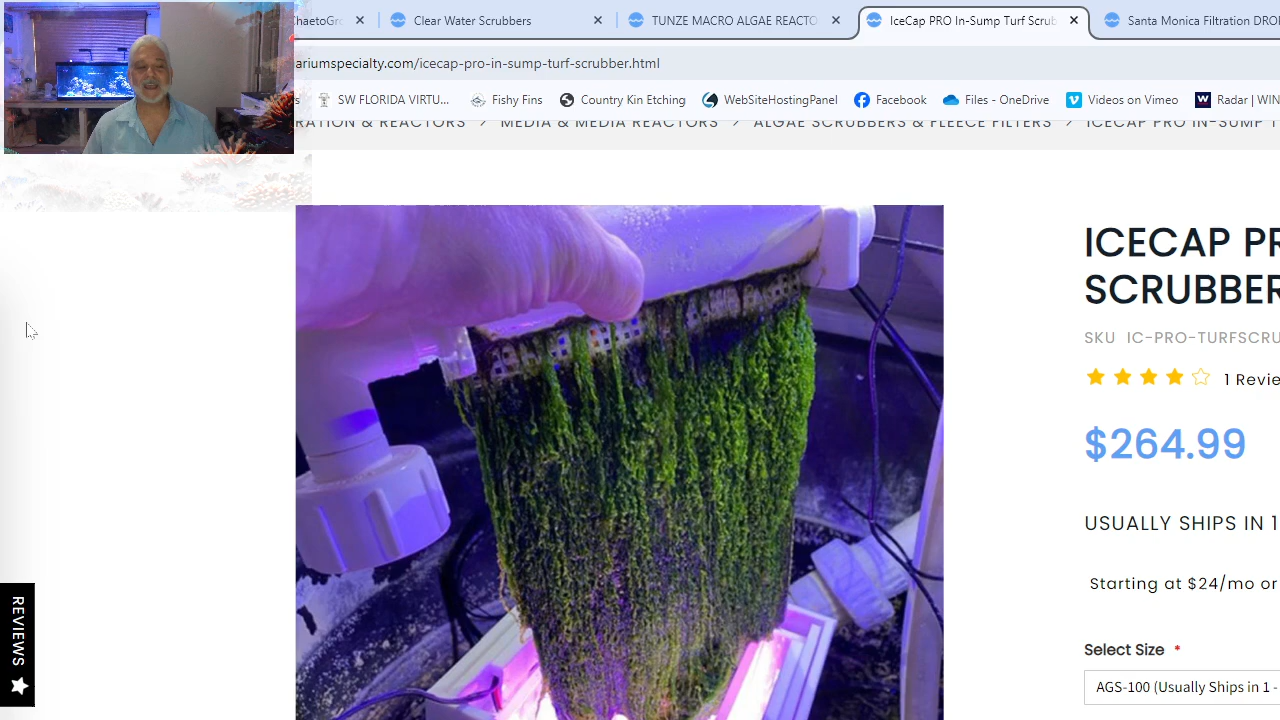 haetoGr
Clear Water Scrubbers
TUNZE MACRO ALGAE REACTOR
IceCap PRO In-Sump Turf Scrub
Santa Monica Filtration DRO
ariumspecialty.com/icecap-pro-in-sump-turf-scrubber.html
s
SW FLORIDA VIRTU...
Fishy Fins
Country Kin Etching
WebSiteHostingPanel
Facebook
Files - OneDrive
Videos on Vimeo
Radar | WIN
RATION & REACTORS > MEDIA & MEDIA REACTORS > ALGAE SCRUBBERS & FLEECE FILTERS > ICECAP PRO IN-SUMP T
ICECAP PR
SCRUBBER
SKU IC-PRO-TURFSCRU
1 Revie
$264.99
USUALLY SHIPS IN 1
Starting at $24/mo or
Select Size *
AGS-100 (Usually Ships in 1 -
REVIEWS